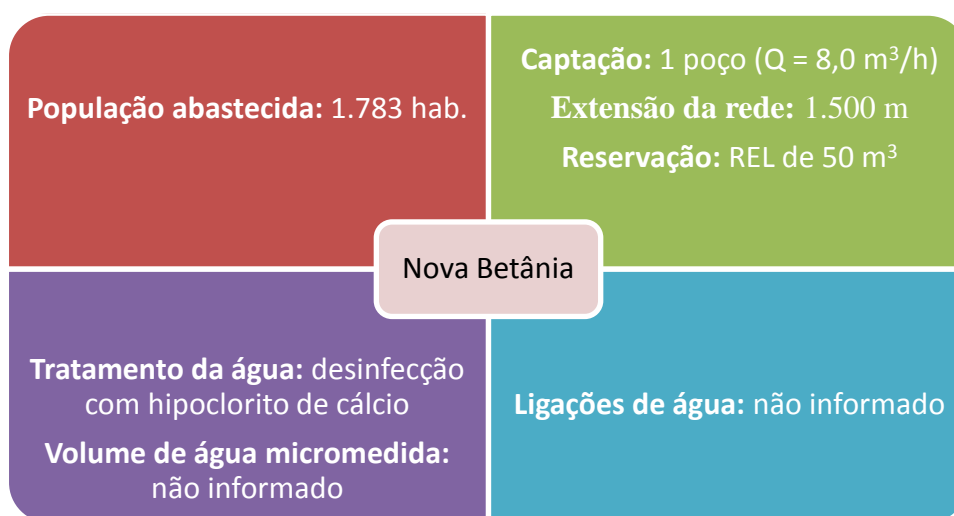 População abastecida: 1.783 hab.
Captação: 1 poço (Q = 8,0 m³/h)
Extensão da rede: 1.500 m
Reservação: REL de 50 m³
Nova Betânia
Tratamento da água: desinfecção
com hipoclorito de cálcio
Volume de água micromedida:
não informado
Ligações de água: não informado